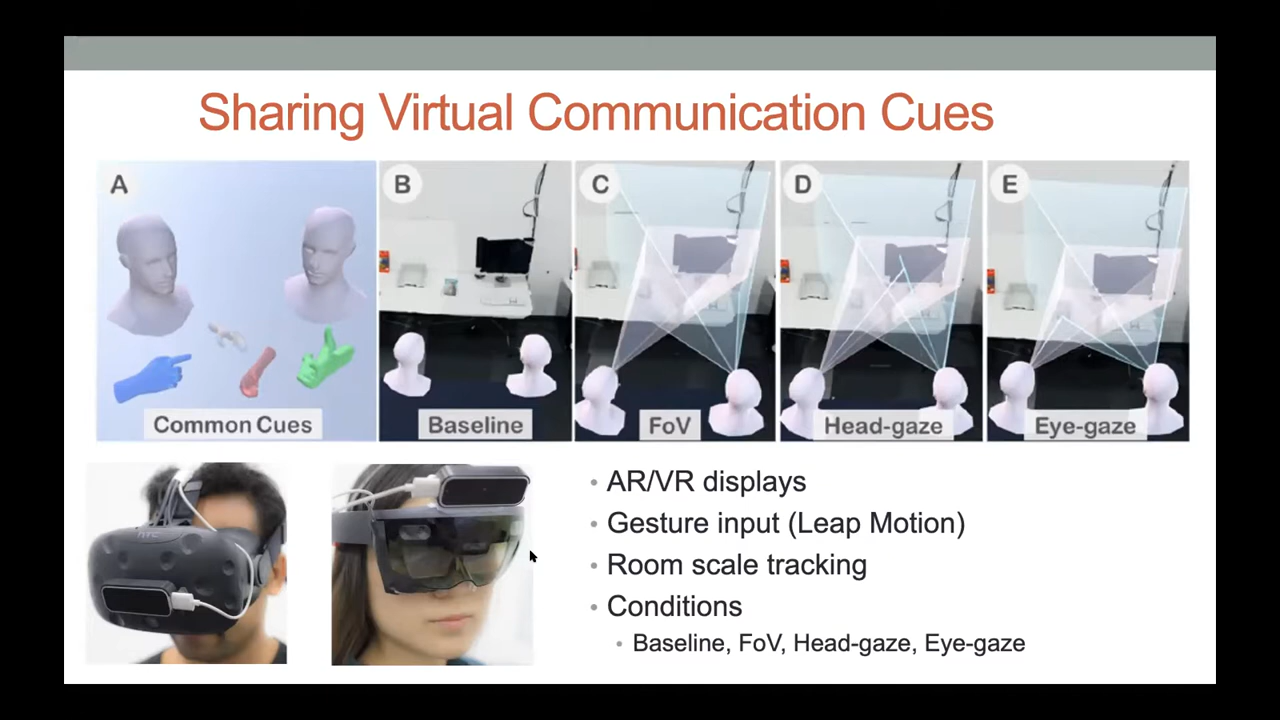 Sharing Virtual Communication Cues
A
B
C
D
E
Common Cues
Baseline
FoV
Head-gaze
Eye-gaze
hTC
• AR/VR displays
• Gesture input (Leap Motion)
• Room scale tracking
• Conditions
• Baseline, FoV, Head-gaze, Eye-gaze